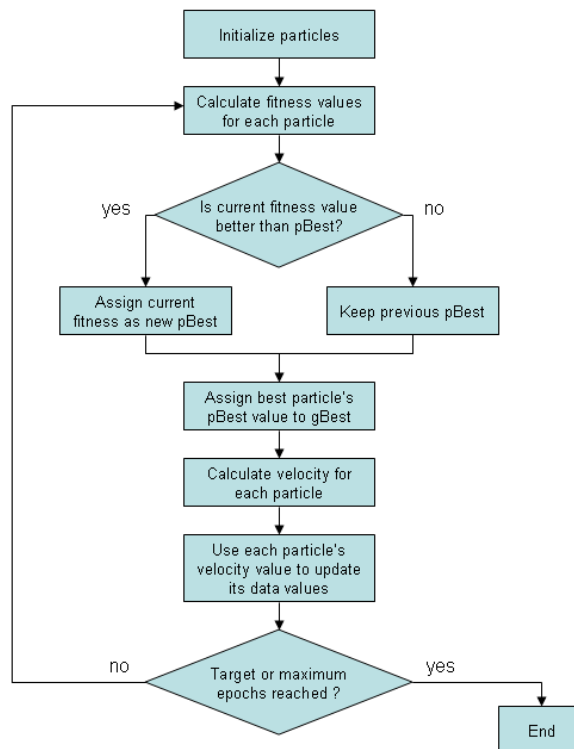 Initialize particles
Calculate fitness values
for each particle
Is current fitness value
better than pBest?
yes
no
Assign current
fitness as new pBest
Keep previous pBest
Assign best particle's
pBest value to gBest
Calculate velocity for
each particle
Use each particle's
velocity value to update
its data values
Target or maximum
epochs reached ?
no
yes
End